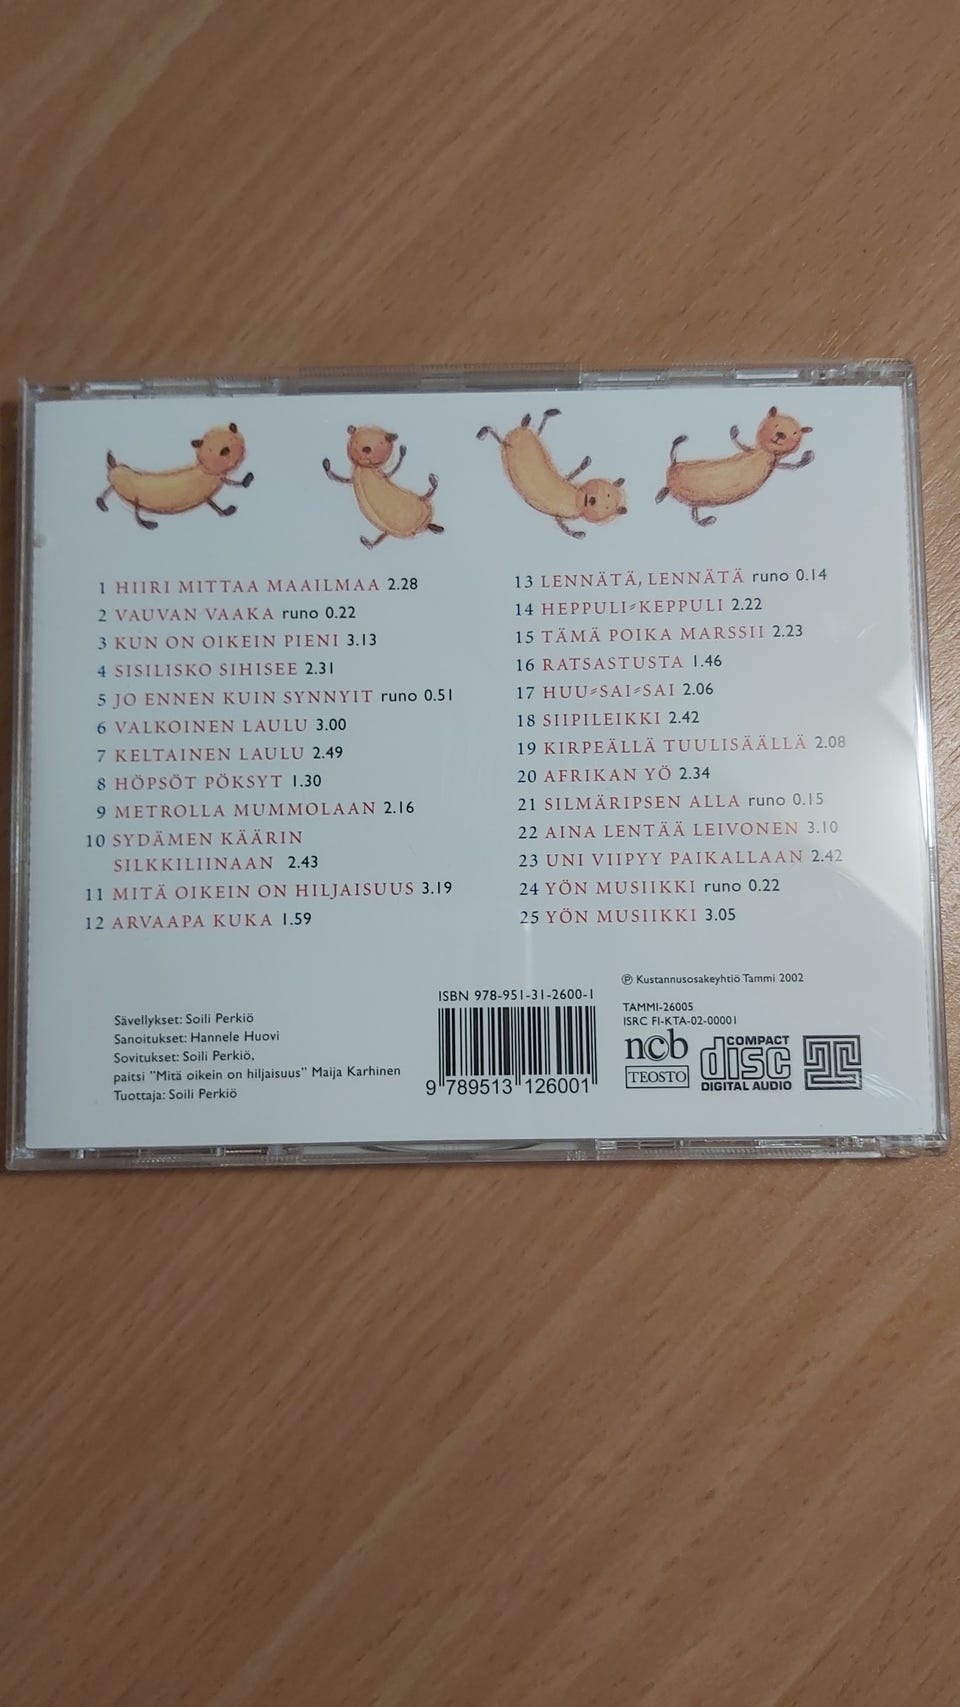 1 HIIRI MITTAA MAAILMAA 2.28
2 VAUVAN VAAKA runo 0.22
3 KUN ON OIKEIN PIENI 3.13
4 SISILISKO SIHISEE 2.31
5 JO ENNEN KUIN SYNNYIT runo 0.51
6 VALKOINEN LAULU 3.00
7 KELTAINEN LAULU 2.49
8 HÖPSÖT PÖKSYT 1.30
9 METROLLA MUMMOLAAN 2.16
10 SYDÄMEN KÄÄRIN
SILKKILIINAAN 2.43
11 MITÄ OIKEIN ON HILJAISUUS 3.19
12 ARVAAPA KUKA 1.59
13 LENNÄTÄ, LENNÄTÄ runo 0.14
14 HEPPULI-KEPPULI 2.22
15 TÄMÄ POIKA MARSSII 2.23
16 RATSASTUSTA 1.46
17 HUU-SAI-SAI 2.06
18 SIIPILEIKKI 2.42
19 KIRPEÄLLÄ TUULISÄÄLLÄ 2.08
20 AFRIKAN YÖ 2.34
21 SILMÄRIPSEN ALLA runo 0.15
22 AINA LENTÄÄ LEIVONEN 3.10
23 UNI VIIPYY PAIKALLAAN 2.42
24 YÖN MUSIIKKI runo 0.22
25 YÖN MUSIIKKI 3.05
Sävellykset: Soili Perkiö
Sanoitukset: Hannele Huovi
Sovitukset: Soili Perkiö,
paitsi "Mitä oikein on hiljaisuus" Maija Karhinen
Tuottaja: Soili Perkiö
ISBN 978-951-31-2600-1
9 789513 126001
℗ Kustannusosakeyhtiö Tammi 2002
TAMMI-26005
ISRC FI-KTA-02-00001
ncb
TEOSTO
COMPACT
disc
DIGITAL AUDIO